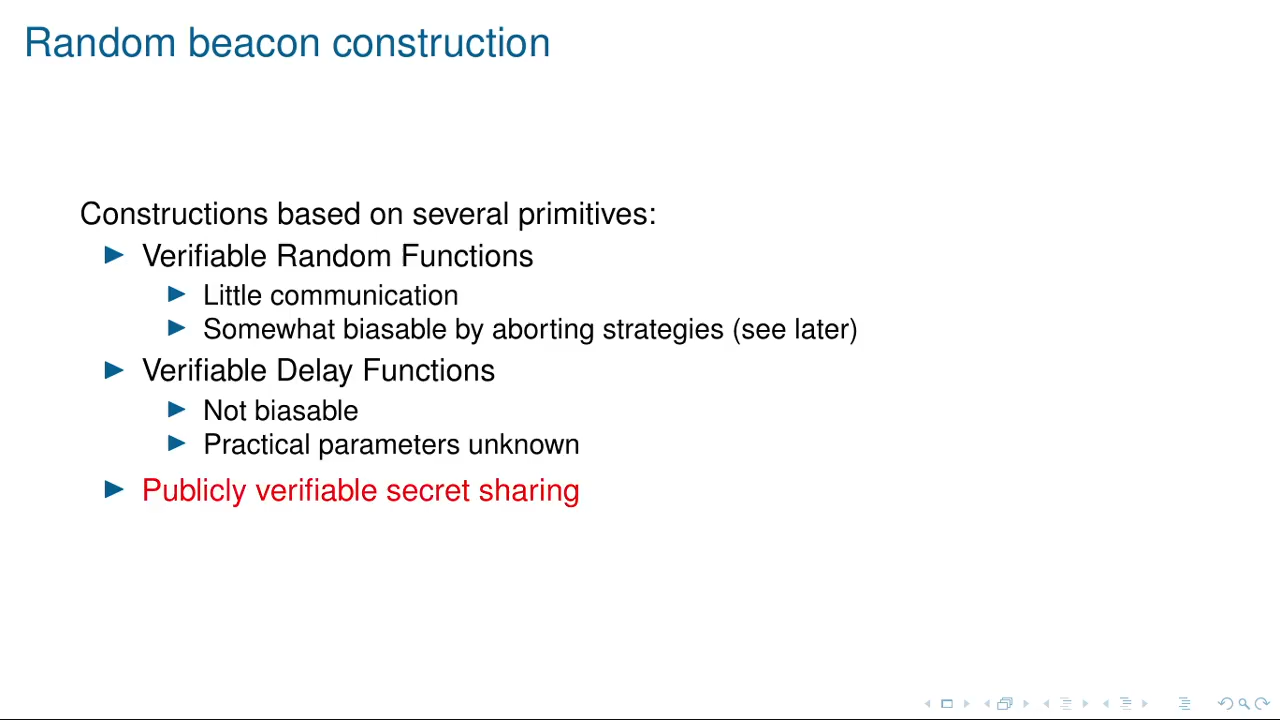 Random beacon construction
Constructions based on several primitives:
Verifiable Random Functions
Little communication
Somewhat biasable by aborting strategies (see later)
Verifiable Delay Functions
Not biasable
Practical parameters unknown
Publicly verifiable secret sharing